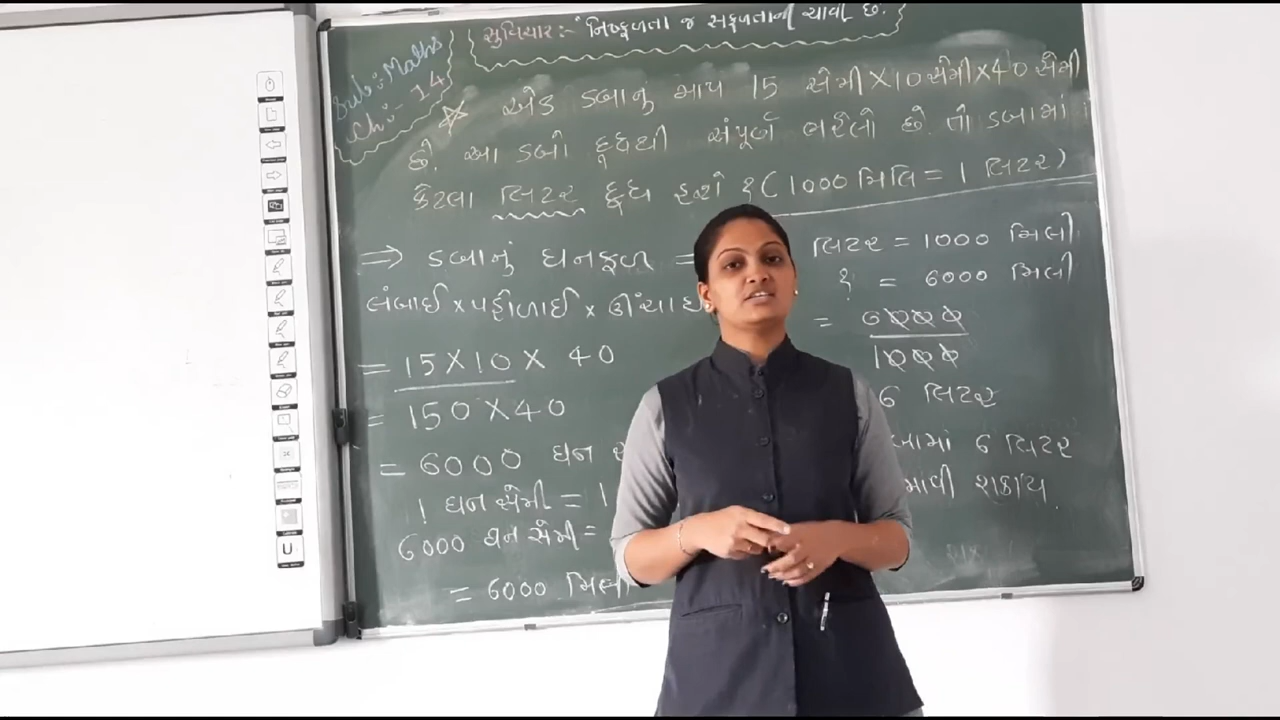 સુવિચાર:- "નિષ્ફળતા જ સફળતાની ચાવી છે.
Sub:- Maths
Ch:- 14
એક ડબાનું માપ 15 સેમી X 10 સેમી X 40 સેમી
છે. આ ડબો દૂધથી સંપૂર્ણ ભરેલો છે. તો ડબામાં
કેટલા લિટર દૂધ હશે ? (1000 મિલિ = 1 લિટર)
⇒ ડબાનું ઘનફળ =
લંબાઈ x પહોળાઈ x ઊંચાઈ
= 15 X 10 X 40
= 150 X 40
= 6000 ઘન
1 ઘન સેમી = 1
6000 ઘન સેમી =
= 6000 મિલી
લિટર = 1000 મિલી
? = 6000 મિલી
= 6000
1000
6 લિટર
6 લિટર
શકાય.
U